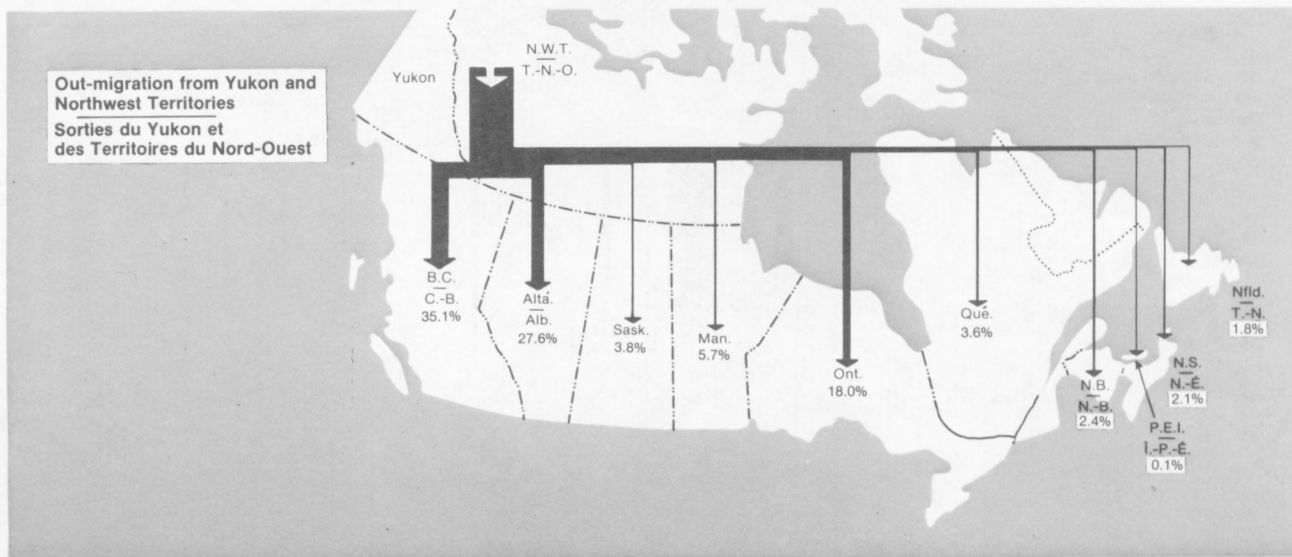 Out-migration from Yukon and
Northwest Territories
Sorties du Yukon et
des Territoires du Nord-Ouest
Yukon
N.W.T.
T.-N.-O.
B.C.
C.-B.
35.1%
Alta.
Alb.
27.6%
Sask.
3.8%
Man.
5.7%
Ont.
18.0%
Qué.
3.6%
N.B.
N.-B.
2.4%
P.E.I.
Î.-P.-É.
0.1%
N.S.
N.-É.
2.1%
Nfld.
T.-N.
1.8%